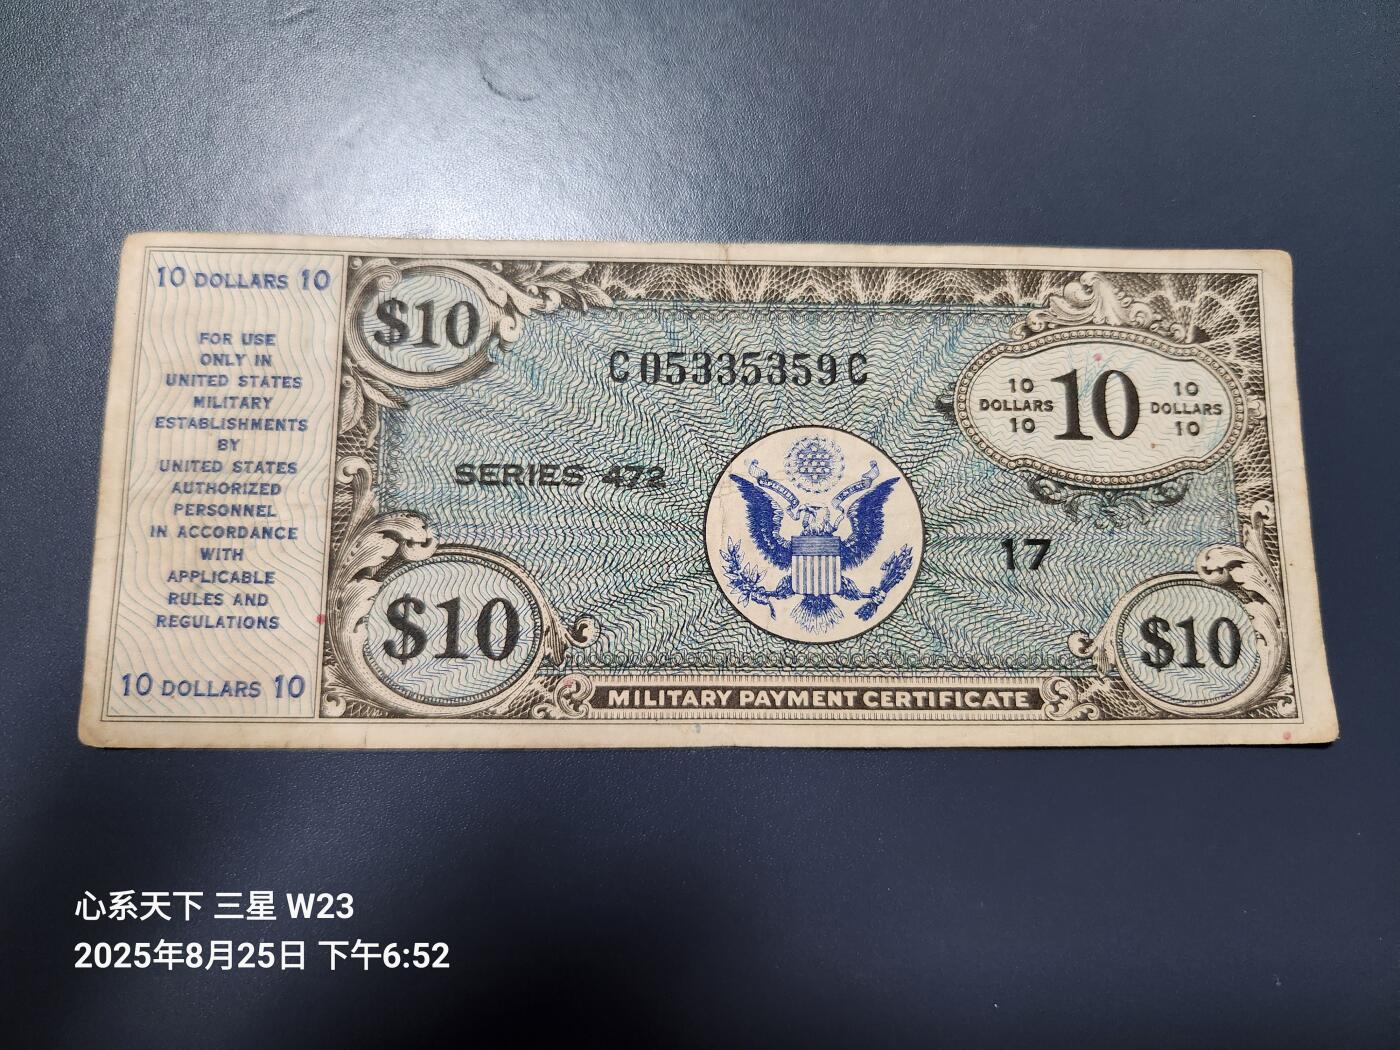 10 DOLLARS 10
FOR USE
ONLY IN
UNITED STATES
MILITARY
ESTABLISHMENTS
BY
UNITED STATES
AUTHORIZED
PERSONNEL
IN ACCORDANCE
WITH
APPLICABLE
RULES AND
REGULATIONS
10 DOLLARS 10
$10
C05335359C
SERIES 472
10
DOLLARS
10
10
10
DOLLARS
10
17
$10
$10
MILITARY PAYMENT CERTIFICATE
心系天下 三星 W23
2025年8月25日 下午6:52